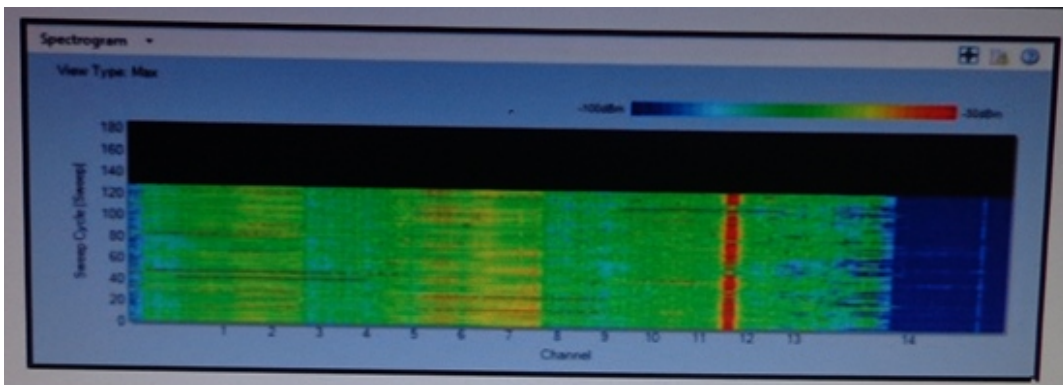 Spectrogram
View Type: Max
-100dBm -30dBm
180
160
140
120
100
80
60
40
20
0
Sweep Cycle [Sweep]
1 2 3 4 5 6 7 8 9 10 11 12 13 14
Channel